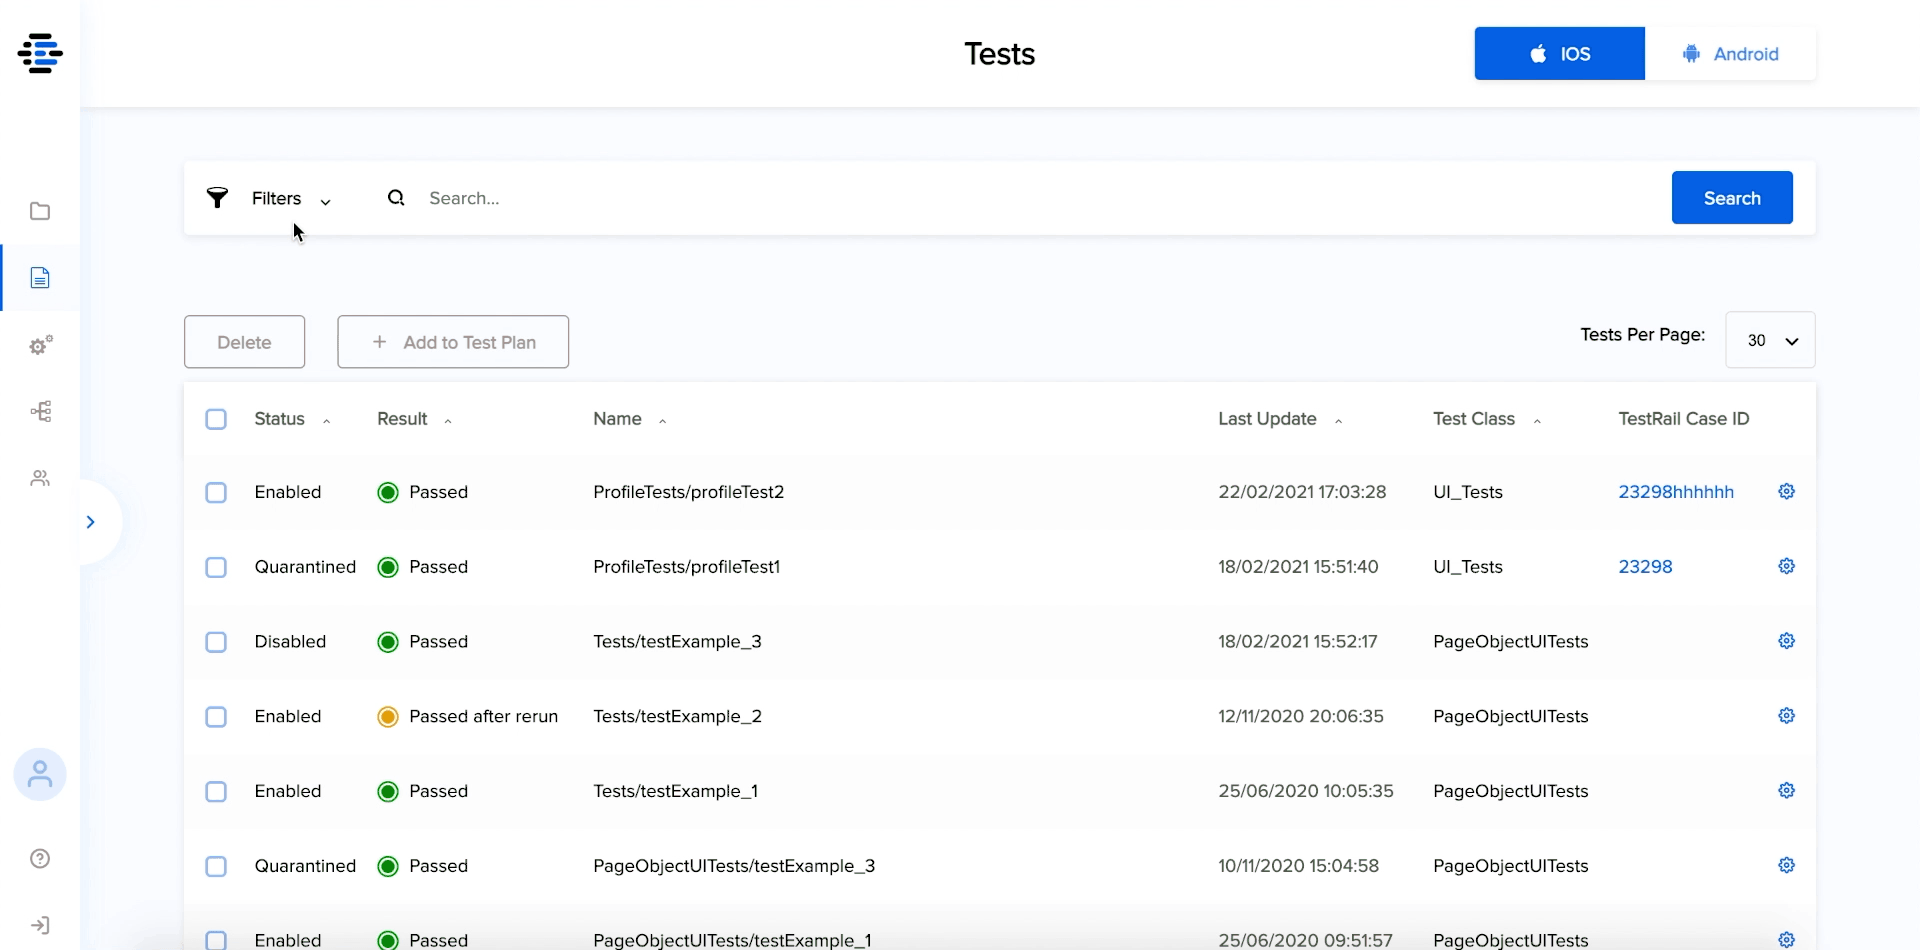 Tests
IOS
Android
Filters
Search...
Search
Delete
+ Add to Test Plan
Tests Per Page:
30
Status Result Name Last Update Test Class TestRail Case ID
Enabled Passed ProfileTests/profileTest2 22/02/2021 17:03:28 UI_Tests 23298hhhhhh
Quarantined Passed ProfileTests/profileTest1 18/02/2021 15:51:40 UI_Tests 23298
Disabled Passed Tests/testExample_3 18/02/2021 15:52:17 PageObjectUITests
Enabled Passed after rerun Tests/testExample_2 12/11/2020 20:06:35 PageObjectUITests
Enabled Passed Tests/testExample_1 25/06/2020 10:05:35 PageObjectUITests
Quarantined Passed PageObjectUITests/testExample_3 10/11/2020 15:04:58 PageObjectUITests
Enabled Passed PageObjectUITests/testExample_1 25/06/2020 09:51:57 PageObjectUITests